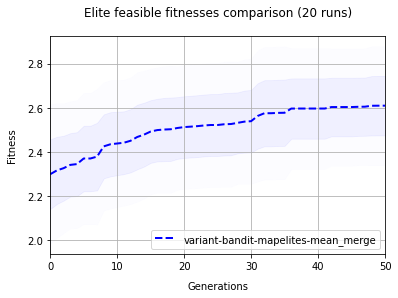 Elite feasible fitnesses comparison (20 runs)
2.8
2.6
2.4
2.2
2.0
Fitness
variant-bandit-mapelites-mean_merge
0 10 20 30 40 50
Generations